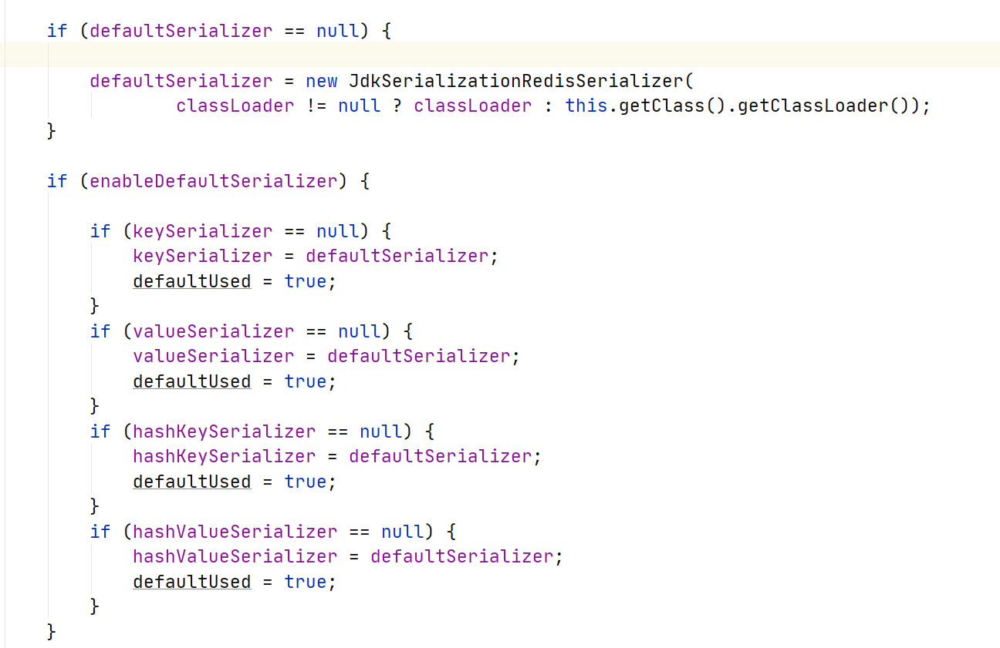 if (defaultSerializer == null) {
defaultSerializer = new JdkSerializationRedisSerializer(
classLoader != null ? classLoader : this.getClass().getClassLoader());
}
if (enableDefaultSerializer) {
if (keySerializer == null) {
keySerializer = defaultSerializer;
defaultUsed = true;
}
if (valueSerializer == null) {
valueSerializer = defaultSerializer;
defaultUsed = true;
}
if (hashKeySerializer == null) {
hashKeySerializer = defaultSerializer;
defaultUsed = true;
}
if (hashValueSerializer == null) {
hashValueSerializer = defaultSerializer;
defaultUsed = true;
}
}